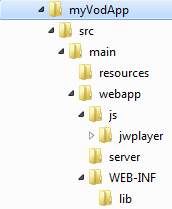 myVodApp
src
main
resources
webapp
js
jwplayer
server
WEB-INF
lib